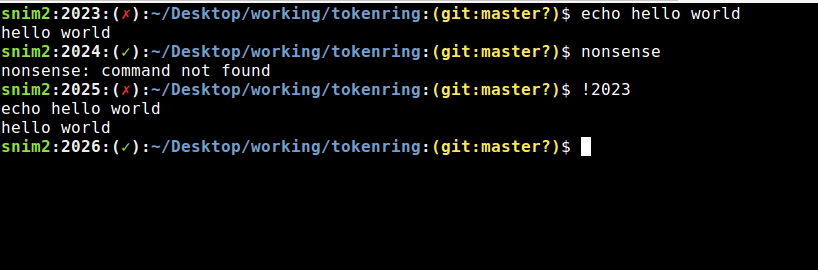 snim2:2023:(✗):~/Desktop/working/tokenring:(git:master?)$ echo hello world
hello world
snim2:2024:(✓):~/Desktop/working/tokenring:(git:master?)$ nonsense
nonsense: command not found
snim2:2025:(✗):~/Desktop/working/tokenring:(git:master?)$ !2023
echo hello world
hello world
snim2:2026:(✓):~/Desktop/working/tokenring:(git:master?)$